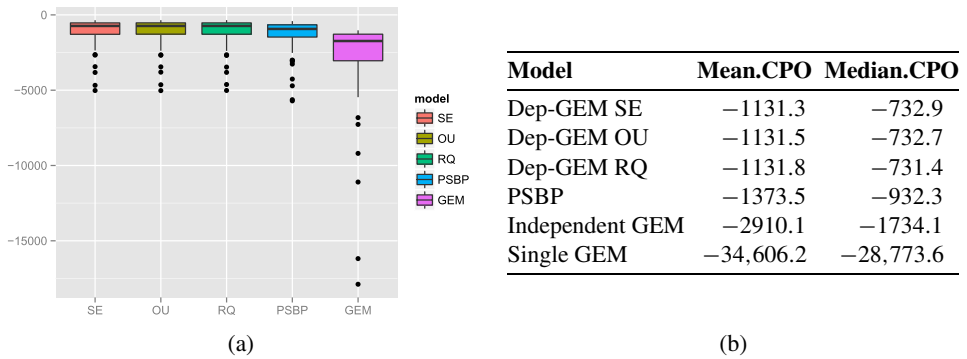 0
−5000
−10000
−15000
SE
OU
RQ
PSBP
GEM
model
SE
OU
RQ
PSBP
GEM
(a)
Model Mean.CPO Median.CPO
Dep-GEM SE −1131.3 −732.9
Dep-GEM OU −1131.5 −732.7
Dep-GEM RQ −1131.8 −731.4
PSBP −1373.5 −932.3
Independent GEM −2910.1 −1734.1
Single GEM −34,606.2 −28,773.6
(b)